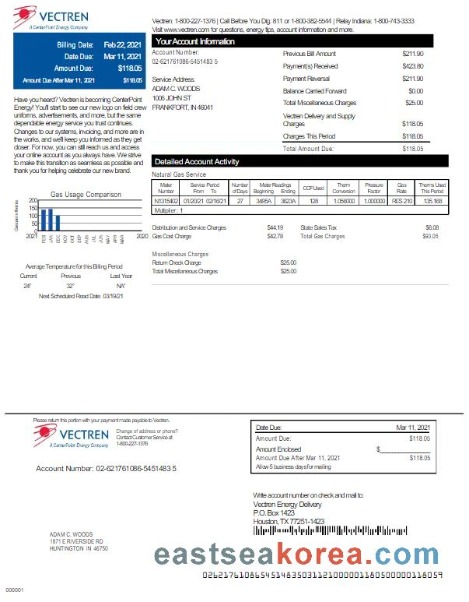 VECTREN
A CenterPoint Energy Company
Vectren: 1-800-227-1376 | Call Before You Dig: 811 or 1-800-382-5544 | Relay Indiana: 1-800-743-3333
Visit www.vectren.com for questions, energy tips, account information and more.
Billing Date: Feb 22, 2021
Date Due: Mar 11, 2021
Amount Due: $118.05
Amount Due After Mar 11, 2021 $118.05
Your Account Information
Account Number:
02-621761086-5451483 5
Service Address:
ADAM C. WOODS
1006 JOHN ST
FRANKFORT, IN 46041
Previous Bill Amount $211.90
Payment(s) Received $423.80
Payment Reversal $211.90
Balance Carried Forward $0.00
Total Miscellaneous Charges $25.00
Vectren Delivery and Supply
Charges $118.05
Charges This Period $118.05
Total Amount Due: $118.05
Have you heard? Vectren is becoming CenterPoint
Energy! You'll start to see our new logo on field crew
uniforms, advertisements, and more, but the same
dependable energy service you trust continues.
Changes to our systems, invoicing, and more are in
the works, and we'll keep you informed as they get
closer. For now, you can still reach us and access
your online account as you always have. We strive
to make this transition as seamless as possible and
thank you for helping celebrate our new brand.
Detailed Account Activity
Natural Gas Service
Meter Number
Service Period From To
Number of Days
Meter Readings Beginning Ending
CCF Used
Therm Conversion
Pressure Factor
Gas Rate
Therms Used This Period
N1315402 01/20/21 02/16/21 27 3495A 3623A 128 1.056000 1.000000 RES 210 135.168
Multiplier: 1
Distribution and Service Charges $44.19
Gas Cost Charge $42.78
State Sales Tax $6.08
Total Gas Charges $93.05
Miscellaneous Charges
Return Check Charge $25.00
Total Miscellaneous Charges $25.00
Gas Usage Comparison
200
150
100
50
0
2021
FEB
JAN
DEC
NOV
OCT
SEP
AUG
JUL
JUN
MAY
APR
MAR
2020
Average Temperature for this Billing Period
Current Previous Last Year
24° 32° NA°
Next Scheduled Read Date: 03/19/21
Please return this portion with your payment made payable to Vectren.
VECTREN
A CenterPoint Energy Company
Change of address or phone?
Contact Customer Service at
1-800-227-1376
Account Number: 02-621761086-5451483 5
Date Due: Mar 11, 2021
Amount Due: $118.05
Amount Enclosed $
Amount Due After Mar 11, 2021 $118.05
Allow 5 business days for mailing
Write account number on check and mail to:
Vectren Energy Delivery
P.O. Box 1423
Houston, TX 77251-1423
ADAM C. WOODS
1871 E RIVERSIDE RD
HUNTINGTON IN 46750
eastseakorea.com
000001